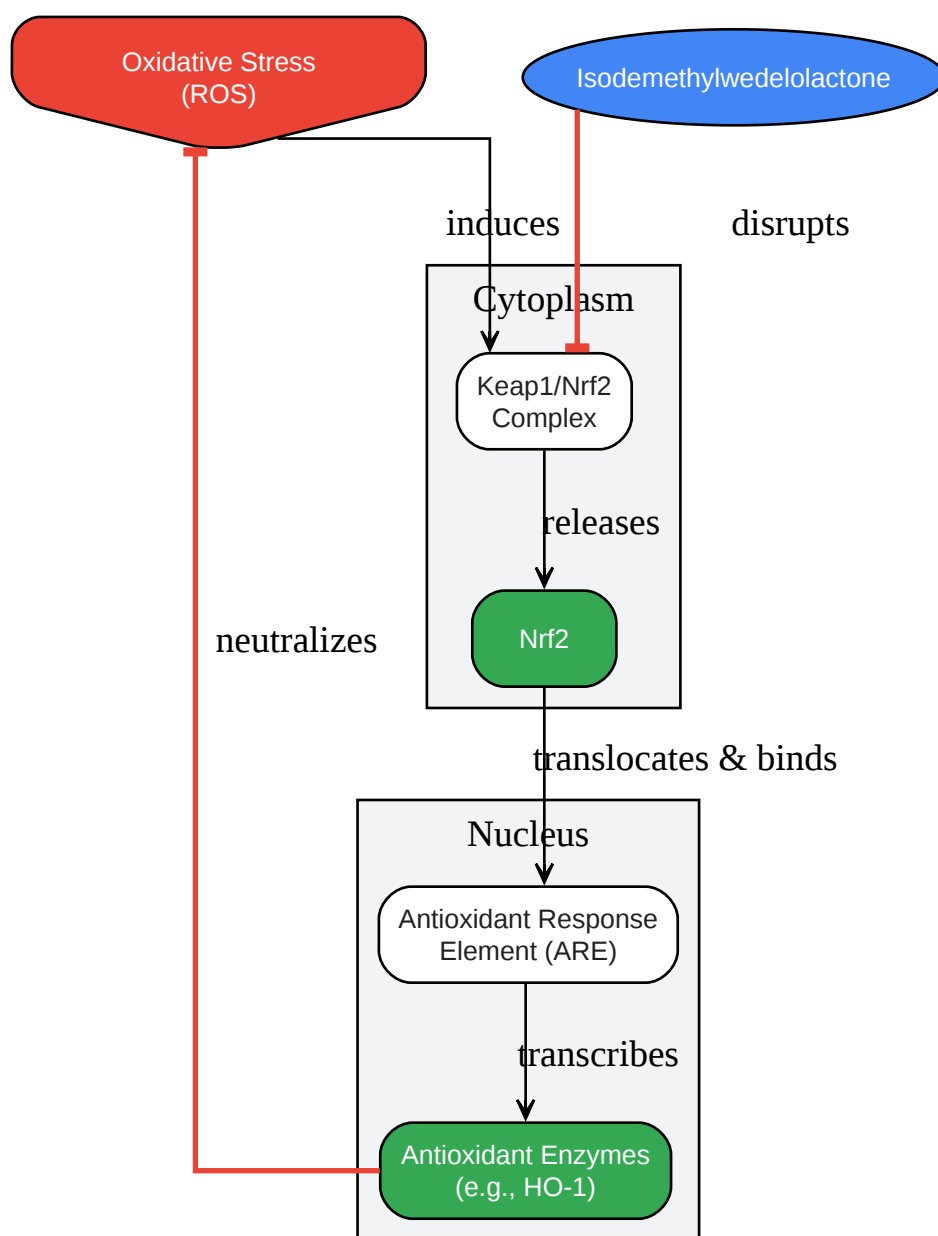 Oxidative Stress
(ROS)
Isodemethylwedelolactone
induces
disrupts
Cytoplasm
Keap1/Nrf2
Complex
releases
Nrf2
neutralizes
translocates & binds
Nucleus
Antioxidant Response
Element (ARE)
transcribes
Antioxidant Enzymes
(e.g., HO-1)